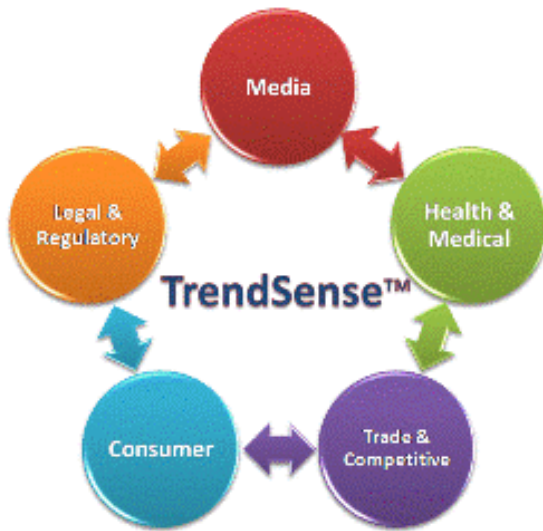 Media
Legal &
Regulatory
Health &
Medical
TrendSense™
Consumer
Trade &
Competitive